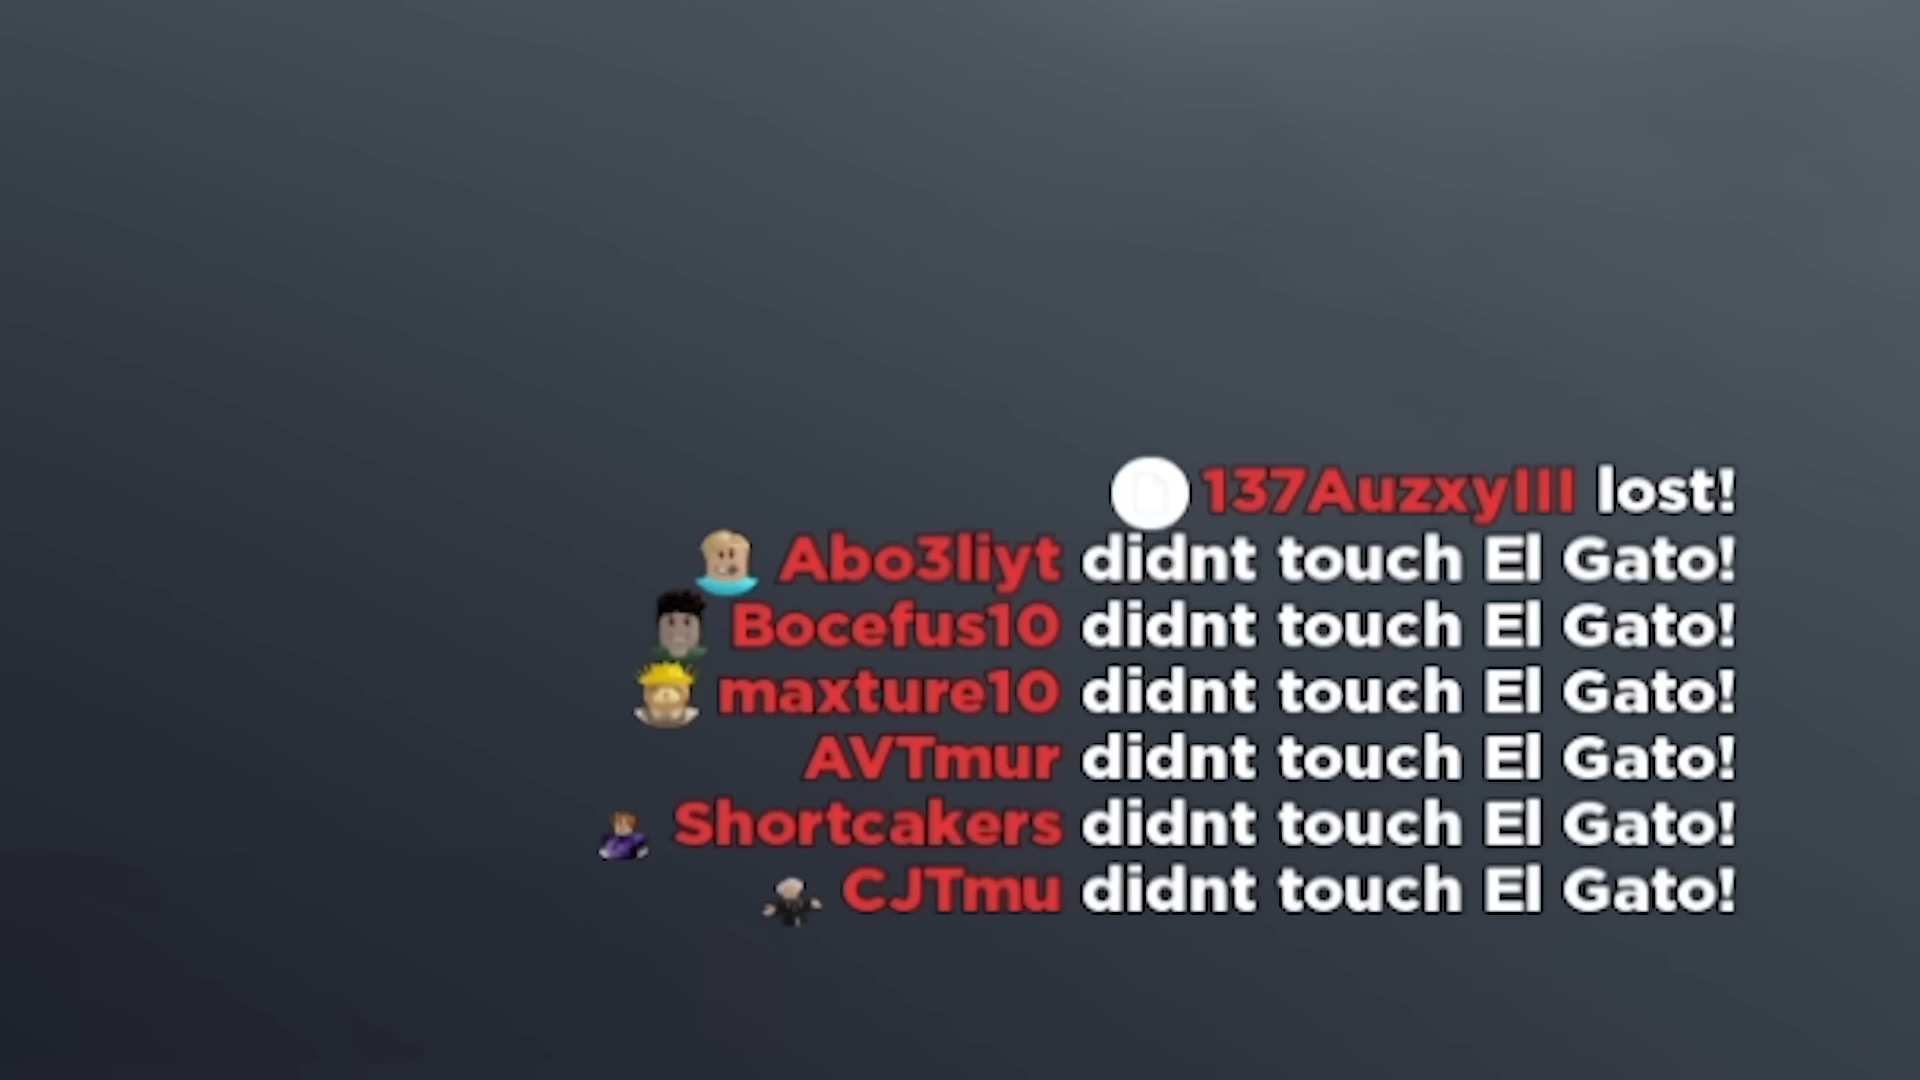 137AuzxyIII lost!
Abo3liyt didnt touch El Gato!
Bocefus10 didnt touch El Gato!
maxture10 didnt touch El Gato!
AVTmur didnt touch El Gato!
Shortcakers didnt touch El Gato!
CJTmu didnt touch El Gato!